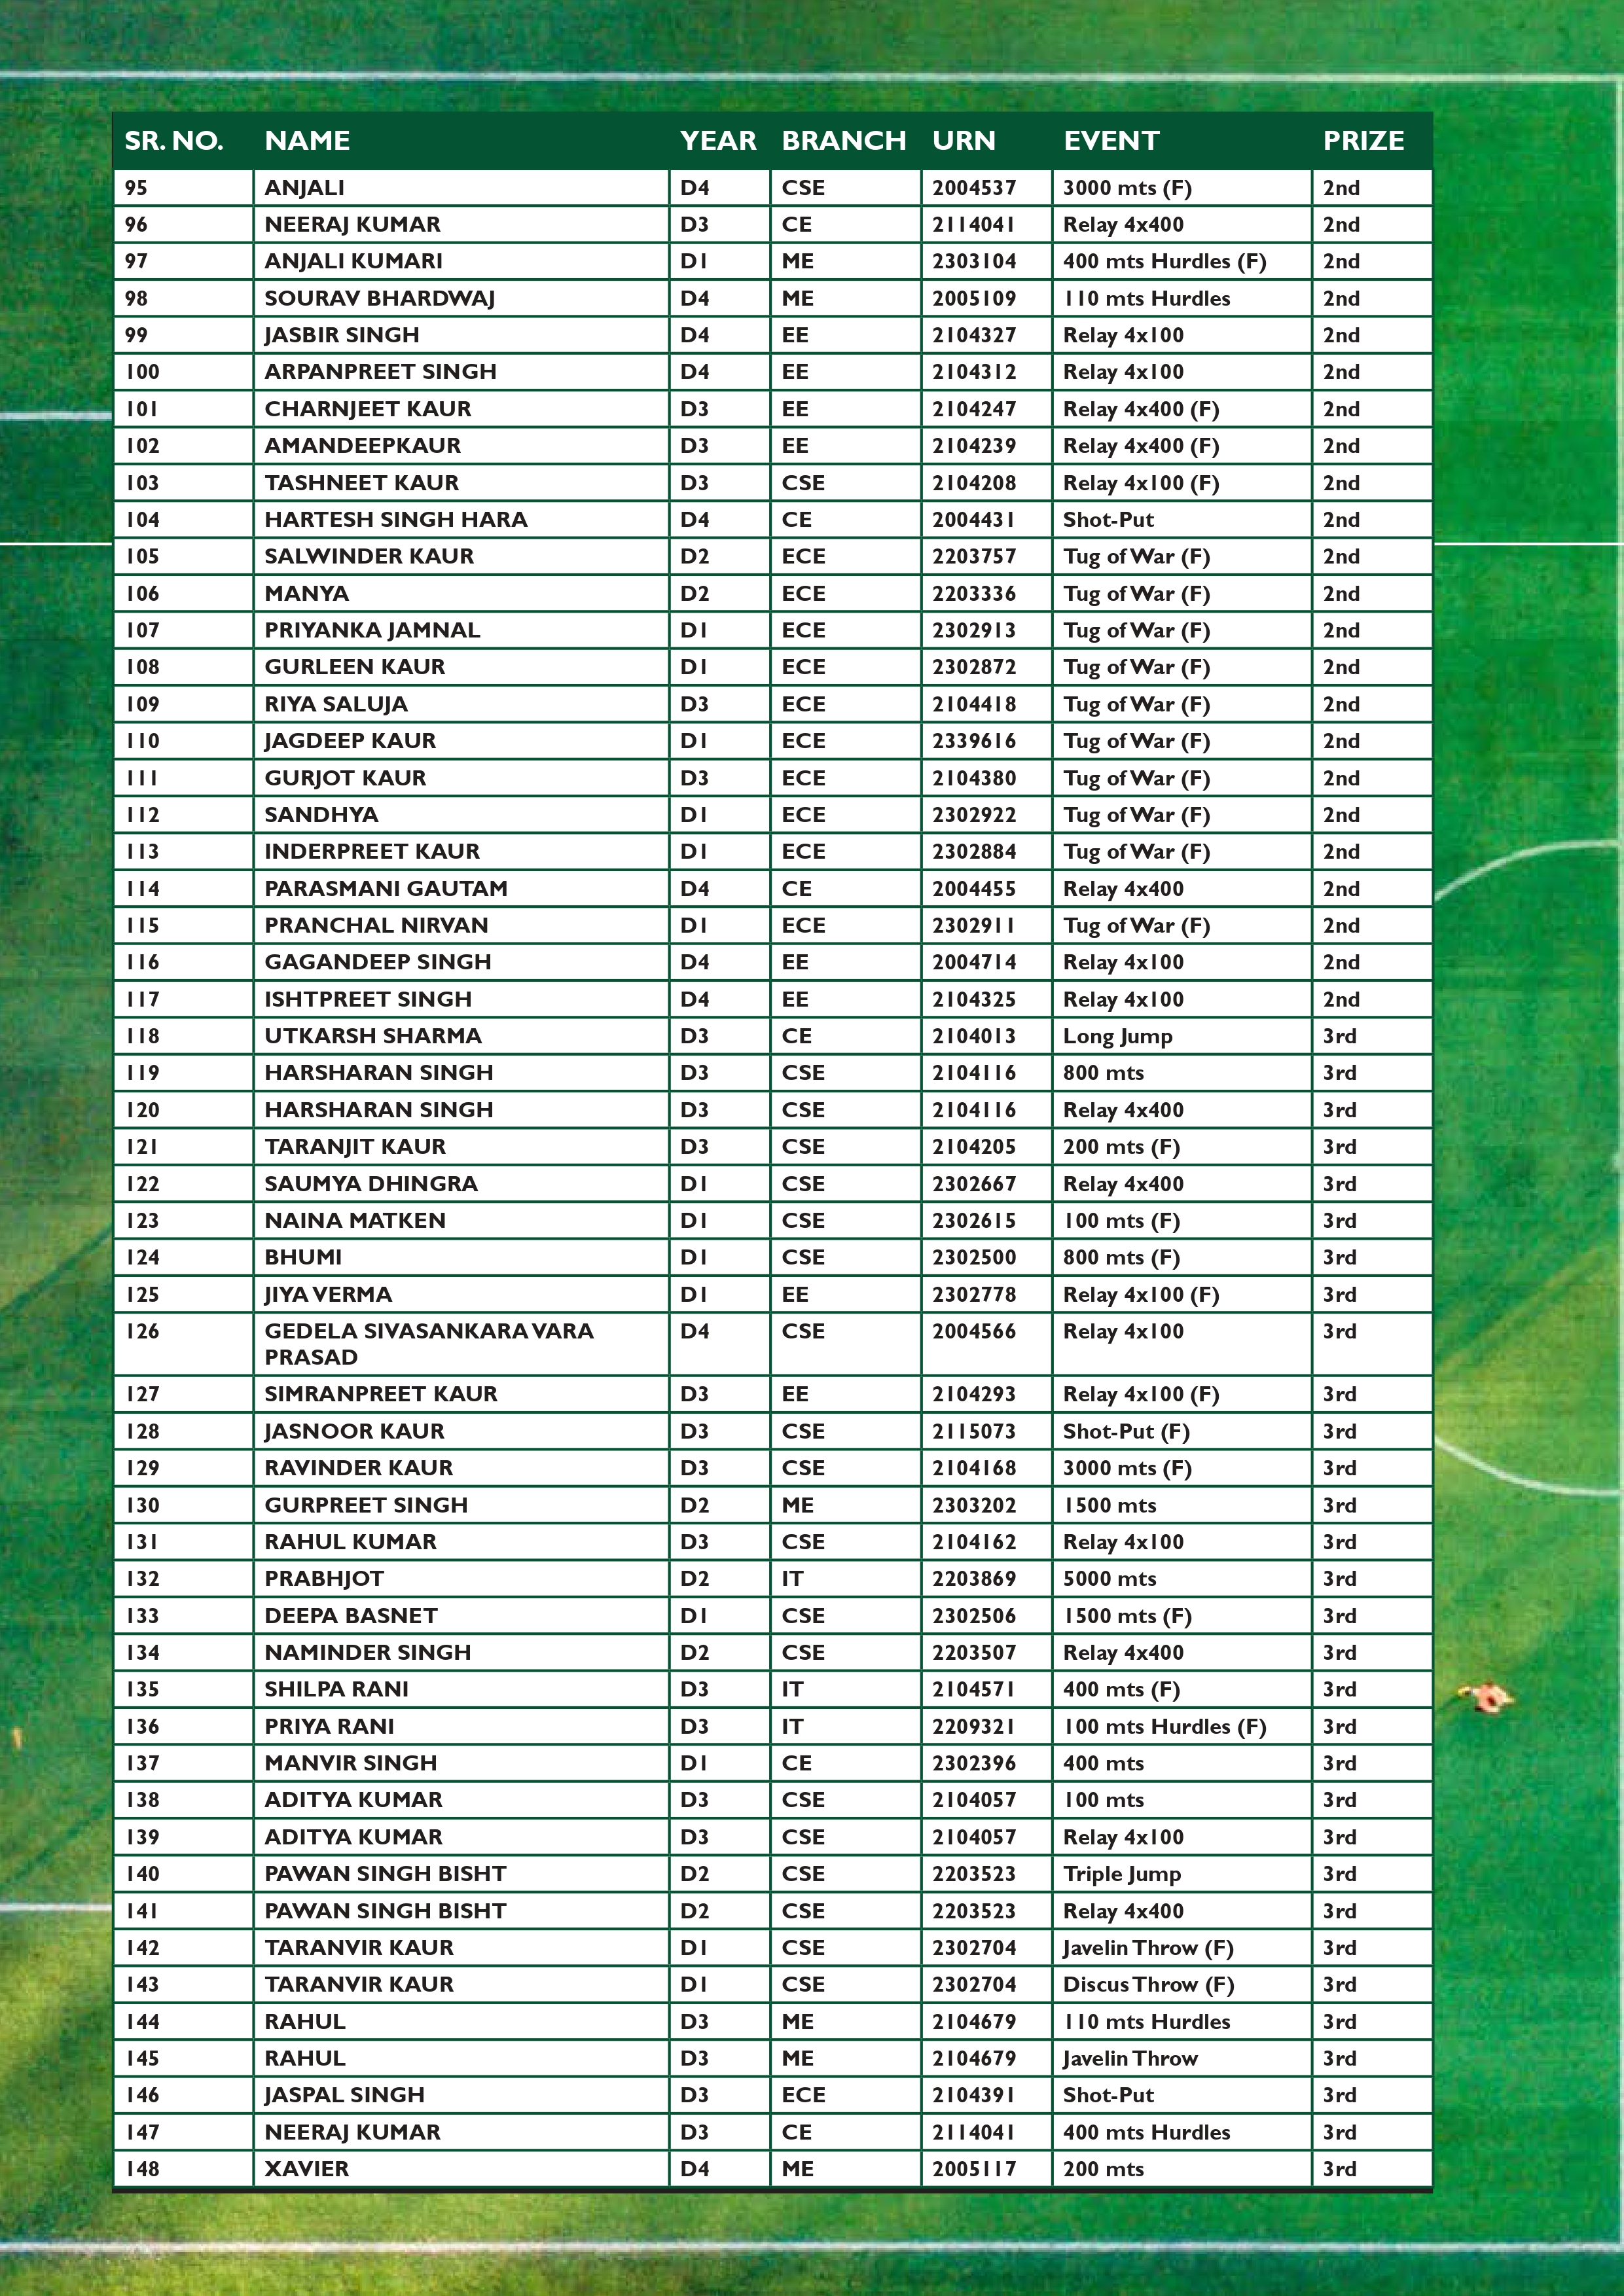 SR. NO. NAME YEAR BRANCH URN EVENT PRIZE
95 ANJALI D4 CSE 2004537 3000 mts (F) 2nd
96 NEERAJ KUMAR D3 CE 2114041 Relay 4x400 2nd
97 ANJALI KUMARI D1 ME 2303104 400 mts Hurdles (F) 2nd
98 SOURAV BHARDWAJ D4 ME 2005109 110 mts Hurdles 2nd
99 JASBIR SINGH D4 EE 2104327 Relay 4x100 2nd
100 ARPANPREET SINGH D4 EE 2104312 Relay 4x100 2nd
101 CHARNJEET KAUR D3 EE 2104247 Relay 4x400 (F) 2nd
102 AMANDEEPKAUR D3 EE 2104239 Relay 4x400 (F) 2nd
103 TASHNEET KAUR D3 CSE 2104208 Relay 4x100 (F) 2nd
104 HARTESH SINGH HARA D4 CE 2004431 Shot-Put 2nd
105 SALWINDER KAUR D2 ECE 2203757 Tug of War (F) 2nd
106 MANYA D2 ECE 2203336 Tug of War (F) 2nd
107 PRIYANKA JAMNAL D1 ECE 2302913 Tug of War (F) 2nd
108 GURLEEN KAUR D1 ECE 2302872 Tug of War (F) 2nd
109 RIYA SALUJA D3 ECE 2104418 Tug of War (F) 2nd
110 JAGDEEP KAUR D1 ECE 2339616 Tug of War (F) 2nd
111 GURJOT KAUR D3 ECE 2104380 Tug of War (F) 2nd
112 SANDHYA D1 ECE 2302922 Tug of War (F) 2nd
113 INDERPREET KAUR D1 ECE 2302884 Tug of War (F) 2nd
114 PARASMANI GAUTAM D4 CE 2004455 Relay 4x400 2nd
115 PRANCHAL NIRVAN D1 ECE 2302911 Tug of War (F) 2nd
116 GAGANDEEP SINGH D4 EE 2004714 Relay 4x100 2nd
117 ISHTPREET SINGH D4 EE 2104325 Relay 4x100 2nd
118 UTKARSH SHARMA D3 CE 2104013 Long Jump 3rd
119 HARSHARAN SINGH D3 CSE 2104116 800 mts 3rd
120 HARSHARAN SINGH D3 CSE 2104116 Relay 4x400 3rd
121 TARANJIT KAUR D3 CSE 2104205 200 mts (F) 3rd
122 SAUMYA DHINGRA D1 CSE 2302667 Relay 4x400 3rd
123 NAINA MATKEN D1 CSE 2302615 100 mts (F) 3rd
124 BHUMI D1 CSE 2302500 800 mts (F) 3rd
125 JIYA VERMA D1 EE 2302778 Relay 4x100 (F) 3rd
126 GEDELA SIVASANKARA VARA D4 CSE 2004566 Relay 4x100 3rd
PRASAD
127 SIMRANPREET KAUR D3 EE 2104293 Relay 4x100 (F) 3rd
128 JASNOOR KAUR D3 CSE 2115073 Shot-Put (F) 3rd
129 RAVINDER KAUR D3 CSE 2104168 3000 mts (F) 3rd
130 GURPREET SINGH D2 ME 2303202 1500 mts 3rd
131 RAHUL KUMAR D3 CSE 2104162 Relay 4x100 3rd
132 PRABHJOT D2 IT 2203869 5000 mts 3rd
133 DEEPA BASNET D1 CSE 2302506 1500 mts (F) 3rd
134 NAMINDER SINGH D2 CSE 2203507 Relay 4x400 3rd
135 SHILPA RANI D3 IT 2104571 400 mts (F) 3rd
136 PRIYA RANI D3 IT 2209321 100 mts Hurdles (F) 3rd
137 MANVIR SINGH D1 CE 2302396 400 mts 3rd
138 ADITYA KUMAR D3 CSE 2104057 100 mts 3rd
139 ADITYA KUMAR D3 CSE 2104057 Relay 4x100 3rd
140 PAWAN SINGH BISHT D2 CSE 2203523 Triple Jump 3rd
141 PAWAN SINGH BISHT D2 CSE 2203523 Relay 4x400 3rd
142 TARANVIR KAUR D1 CSE 2302704 Javelin Throw (F) 3rd
143 TARANVIR KAUR D1 CSE 2302704 Discus Throw (F) 3rd
144 RAHUL D3 ME 2104679 110 mts Hurdles 3rd
145 RAHUL D3 ME 2104679 Javelin Throw 3rd
146 JASPAL SINGH D3 ECE 2104391 Shot-Put 3rd
147 NEERAJ KUMAR D3 CE 2114041 400 mts Hurdles 3rd
148 XAVIER D4 ME 2005117 200 mts 3rd